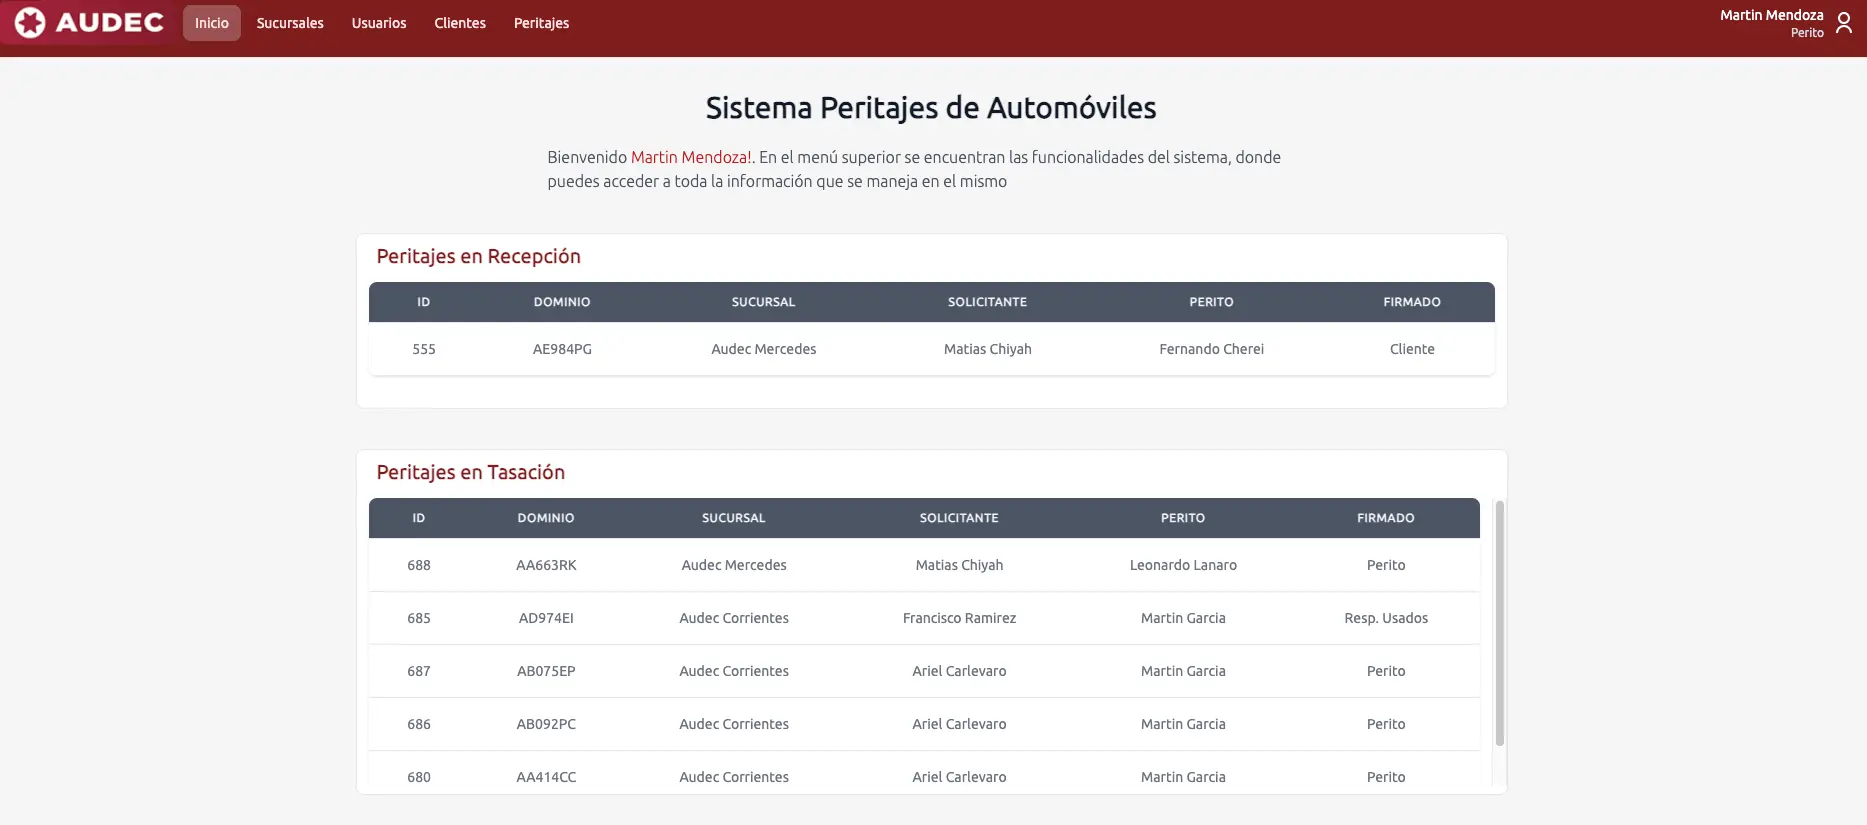 AUDEC Inicio Sucursales Usuarios Clientes Peritajes Martin Mendoza
Perito
Sistema Peritajes de Automóviles
Bienvenido Martin Mendoza!. En el menú superior se encuentran las funcionalidades del sistema, donde
puedes acceder a toda la información que se maneja en el mismo
Peritajes en Recepción
ID DOMINIO SUCURSAL SOLICITANTE PERITO FIRMADO
555 AE984PG Audec Mercedes Matias Chiyah Fernando Cherei Cliente
Peritajes en Tasación
ID DOMINIO SUCURSAL SOLICITANTE PERITO FIRMADO
688 AA663RK Audec Mercedes Matias Chiyah Leonardo Lanaro Perito
685 AD974EI Audec Corrientes Francisco Ramirez Martin Garcia Resp. Usados
687 AB075EP Audec Corrientes Ariel Carlevaro Martin Garcia Perito
686 AB092PC Audec Corrientes Ariel Carlevaro Martin Garcia Perito
680 AA414CC Audec Corrientes Ariel Carlevaro Martin Garcia Perito